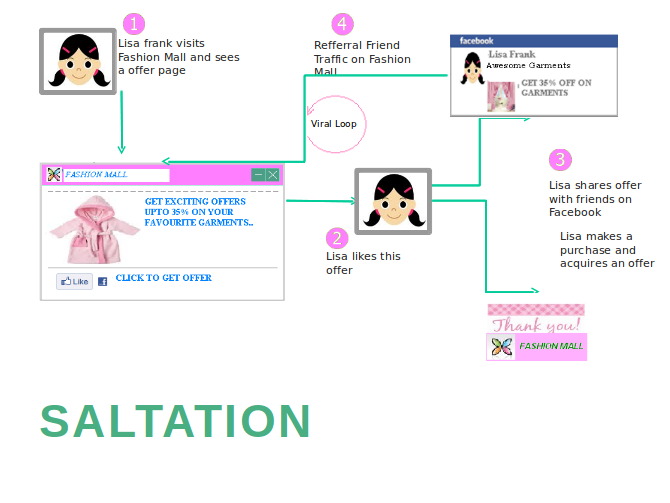 1
Lisa frank visits
Fashion Mall and sees
a offer page
4
Refferral Friend
Traffic on Fashion
Mall
Viral Loop
facebook
Lisa Frank
Awesome Garments
GET 35% OFF ON
GARMENTS
3
Lisa shares offer
with friends on
Facebook
Lisa makes a
purchase and
acquires an offer
FASHION MALL
GET EXCITING OFFERS
UPTO 35% ON YOUR
FAVOURITE GARMENTS..
Like
f
CLICK TO GET OFFER
2
Lisa likes this
offer
Thank you!
FASHION MALL
SALTATION